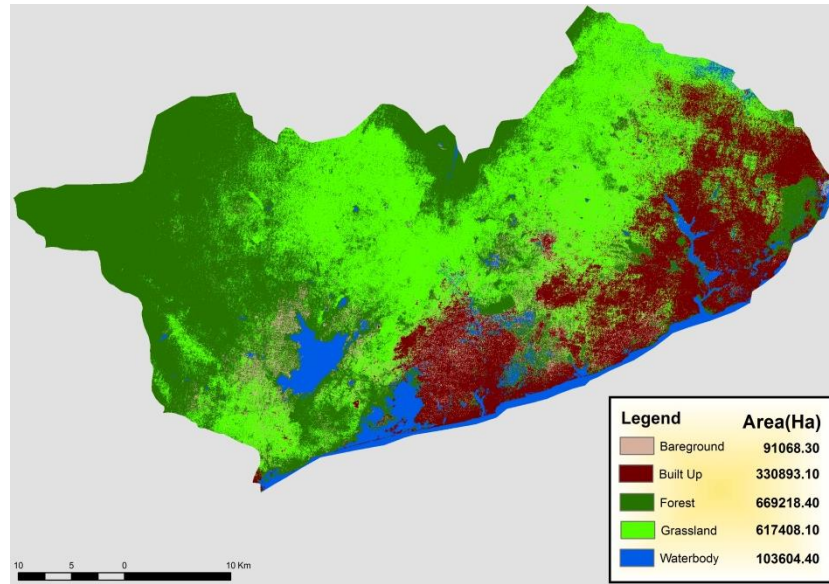 Legend Area(Ha)
Bareground 91068.30
Built Up 330893.10
Forest 669218.40
Grassland 617408.10
Waterbody 103604.40
10 5 0 10 Km